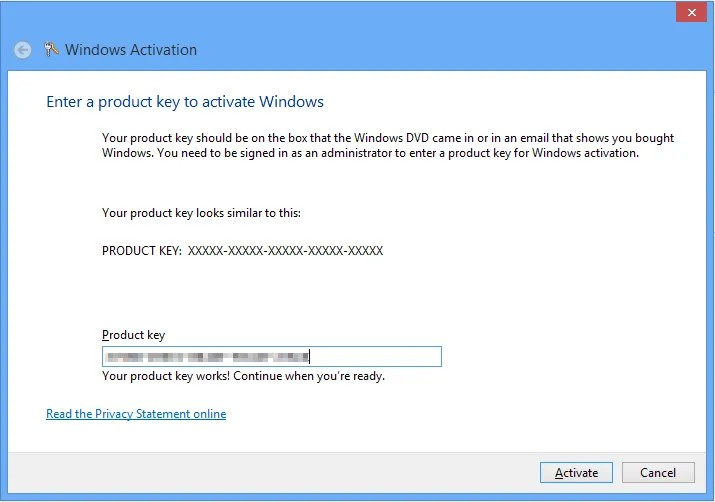 Windows Activation
Enter a product key to activate Windows
Your product key should be on the box that the Windows DVD came in or in an email that shows you bought
Windows. You need to be signed in as an administrator to enter a product key for Windows activation.
Your product key looks similar to this:
PRODUCT KEY: XXXXX-XXXXX-XXXXX-XXXXX-XXXXX
Product key
Your product key works! Continue when you're ready.
Read the Privacy Statement online
Activate
Cancel